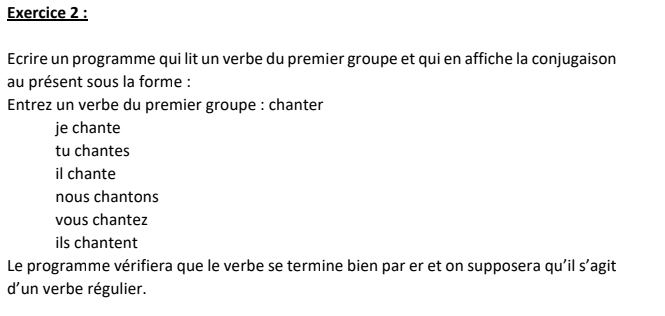 Exercice 2 :
Ecrire un programme qui lit un verbe du premier groupe et qui en affiche la conjugaison
au présent sous la forme :
Entrez un verbe du premier groupe : chanter
je chante
tu chantes
il chante
nous chantons
vous chantez
ils chantent
Le programme vérifiera que le verbe se termine bien par er et on supposera qu’il s’agit
d’un verbe régulier.